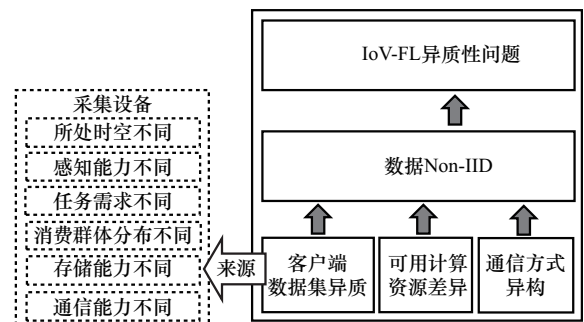 IoV-FL异质性问题
数据Non-IID
客户端
数据集异质
可用计算
资源差异
通信方式
异构
来源
采集设备
所处时空不同
感知能力不同
任务需求不同
消费群体分布不同
存储能力不同
通信能力不同